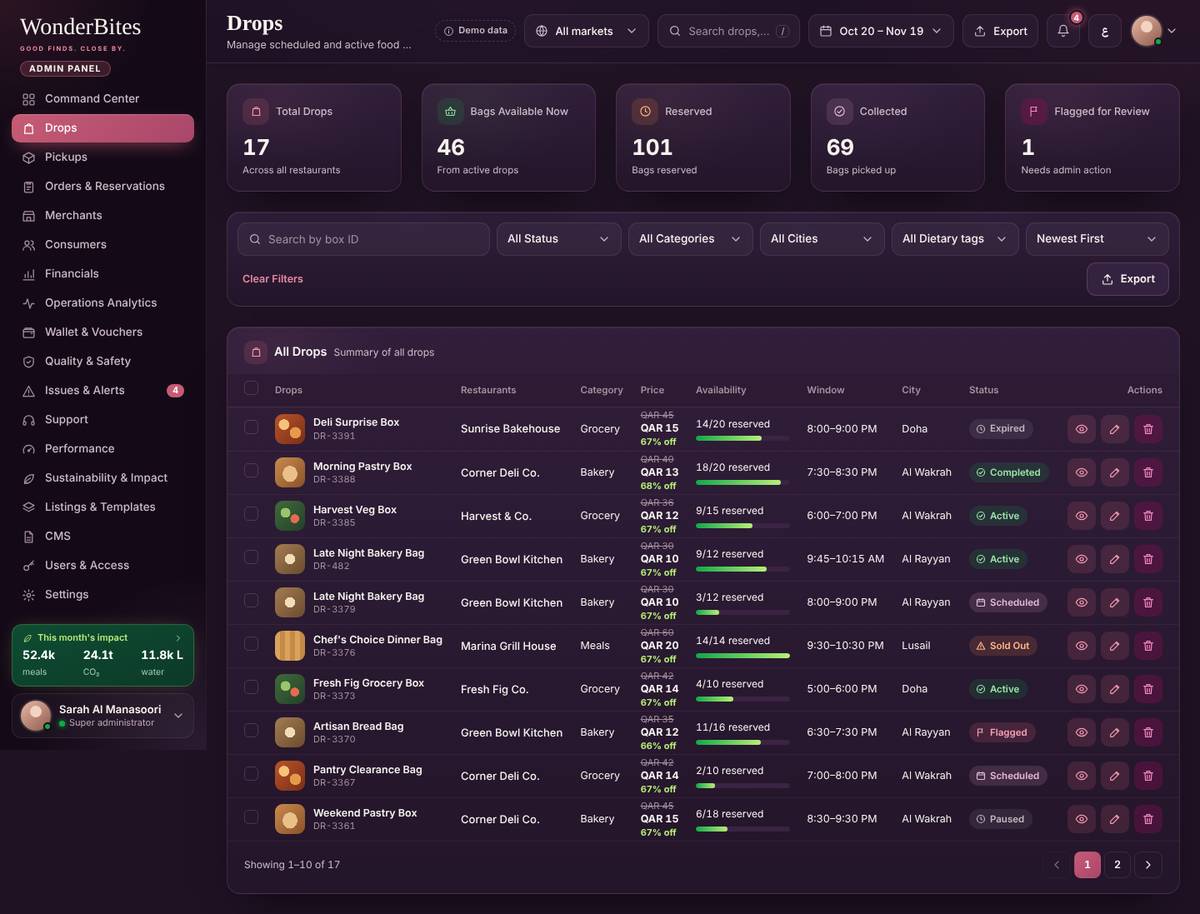 WonderBites
GOOD FINDS. CLOSE BY.
ADMIN PANEL
Command Center
Drops
Pickups
Orders & Reservations
Merchants
Consumers
Financials
Operations Analytics
Wallet & Vouchers
Quality & Safety
Issues & Alerts 4
Support
Performance
Sustainability & Impact
Listings & Templates
CMS
Users & Access
Settings
This month's impact
52.4k 24.1t 11.8k L
meals CO₂ water
Sarah Al Manasoori
Super administrator
Drops
Manage scheduled and active food ...
Demo data
All markets
Search drops,... /
Oct 20 – Nov 19
Export
4
ع
Total Drops
17
Across all restaurants
Bags Available Now
46
From active drops
Reserved
101
Bags reserved
Collected
69
Bags picked up
Flagged for Review
1
Needs admin action
Search by box ID
All Status
All Categories
All Cities
All Dietary tags
Newest First
Clear Filters
Export
All Drops Summary of all drops
Drops Restaurants Category Price Availability Window City Status Actions
Deli Surprise Box
DR-3391
Sunrise Bakehouse
Grocery
QAR 45
QAR 15
67% off
14/20 reserved
8:00–9:00 PM
Doha
Expired
Morning Pastry Box
DR-3388
Corner Deli Co.
Bakery
QAR 40
QAR 13
68% off
18/20 reserved
7:30–8:30 PM
Al Wakrah
Completed
Harvest Veg Box
DR-3385
Harvest & Co.
Grocery
QAR 36
QAR 12
67% off
9/15 reserved
6:00–7:00 PM
Al Wakrah
Active
Late Night Bakery Bag
DR-482
Green Bowl Kitchen
Bakery
QAR 30
QAR 10
67% off
9/12 reserved
9:45–10:15 AM
Al Rayyan
Active
Late Night Bakery Bag
DR-3379
Green Bowl Kitchen
Bakery
QAR 30
QAR 10
67% off
3/12 reserved
8:00–9:00 PM
Al Rayyan
Scheduled
Chef's Choice Dinner Bag
DR-3376
Marina Grill House
Meals
QAR 60
QAR 20
67% off
14/14 reserved
9:30–10:30 PM
Lusail
Sold Out
Fresh Fig Grocery Box
DR-3373
Fresh Fig Co.
Grocery
QAR 42
QAR 14
67% off
4/10 reserved
5:00–6:00 PM
Doha
Active
Artisan Bread Bag
DR-3370
Green Bowl Kitchen
Bakery
QAR 35
QAR 12
66% off
11/16 reserved
6:30–7:30 PM
Al Rayyan
Flagged
Pantry Clearance Bag
DR-3367
Corner Deli Co.
Grocery
QAR 42
QAR 14
67% off
2/10 reserved
7:00–8:00 PM
Al Wakrah
Scheduled
Weekend Pastry Box
DR-3361
Corner Deli Co.
Bakery
QAR 45
QAR 15
67% off
6/18 reserved
8:30–9:30 PM
Al Wakrah
Paused
Showing 1–10 of 17
1 2